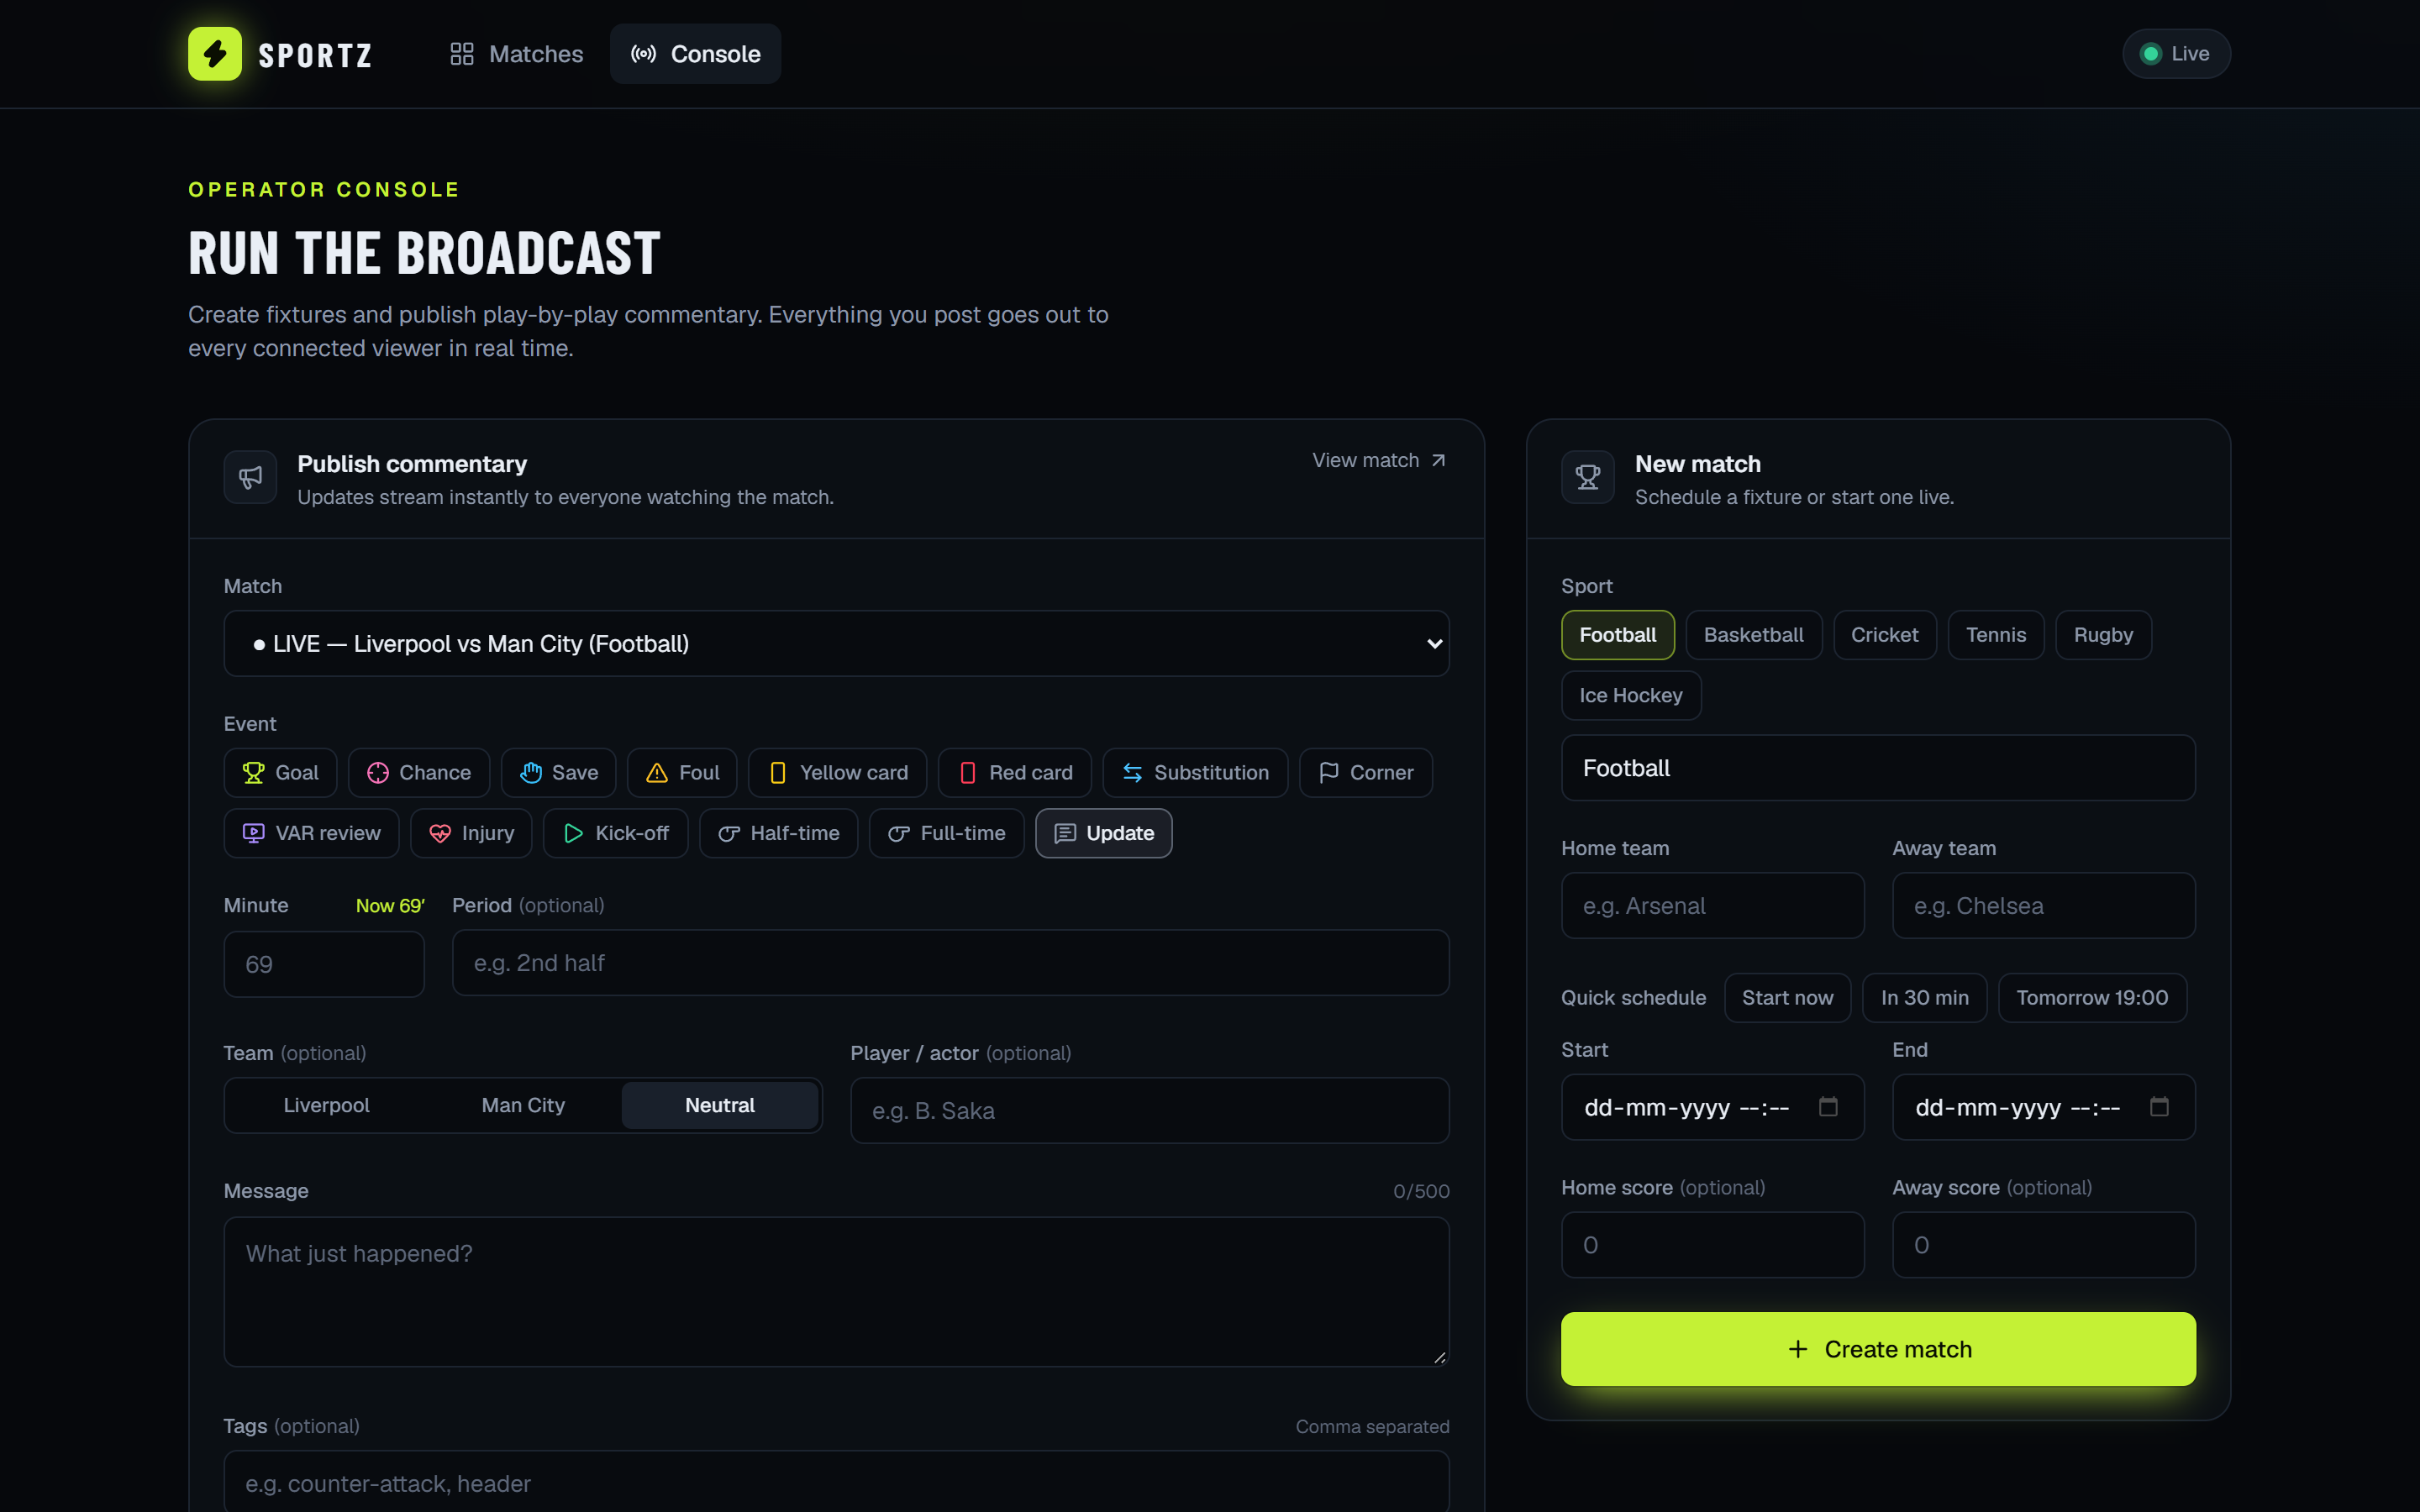 SPORTZ
Matches
Console
Live
OPERATOR CONSOLE
RUN THE BROADCAST
Create fixtures and publish play-by-play commentary. Everything you post goes out to
every connected viewer in real time.
Publish commentary
Updates stream instantly to everyone watching the match.
View match
Match
● LIVE — Liverpool vs Man City (Football)
Event
Goal
Chance
Save
Foul
Yellow card
Red card
Substitution
Corner
VAR review
Injury
Kick-off
Half-time
Full-time
Update
Minute
Now 69′
69
Period (optional)
e.g. 2nd half
Team (optional)
Liverpool
Man City
Neutral
Player / actor (optional)
e.g. B. Saka
Message
0/500
What just happened?
Tags (optional)
Comma separated
e.g. counter-attack, header
New match
Schedule a fixture or start one live.
Sport
Football
Basketball
Cricket
Tennis
Rugby
Ice Hockey
Football
Home team
e.g. Arsenal
Away team
e.g. Chelsea
Quick schedule
Start now
In 30 min
Tomorrow 19:00
Start
dd-mm-yyyy --:--
End
dd-mm-yyyy --:--
Home score (optional)
0
Away score (optional)
0
Create match